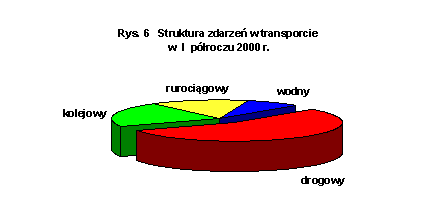 Rys. 6 Struktura zdarzeń w transporcie
w I półroczu 2000 r.
rurociągowy
wodny
kolejowy
drogowy